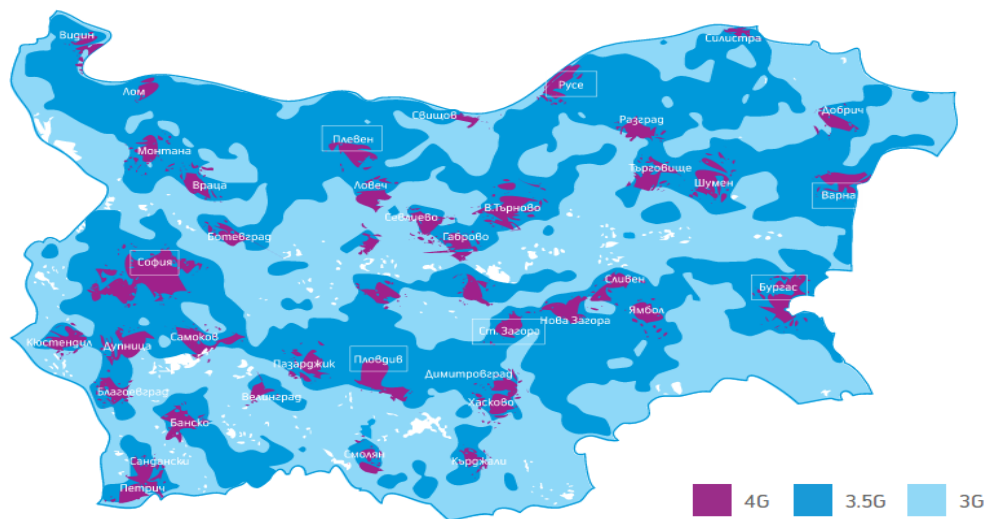 Видин
Силистра
Лом
Русе
Свищов
Добрич
Разград
Плевен
Монтана
Търговище
Враца
Ловеч
Шумен
Варна
В.Търново
Севлиево
Ботевград
Габрово
София
Сливен
Бургас
Ямбол
Нова Загора
Ст. Загора
Самоков
Кюстендил
Дупница
Пловдив
Пазарджик
Димитровград
Благоевград
Велинград
Хасково
Банско
Смолян
Кърджали
Сандански
Петрич
4G
3.5G
3G